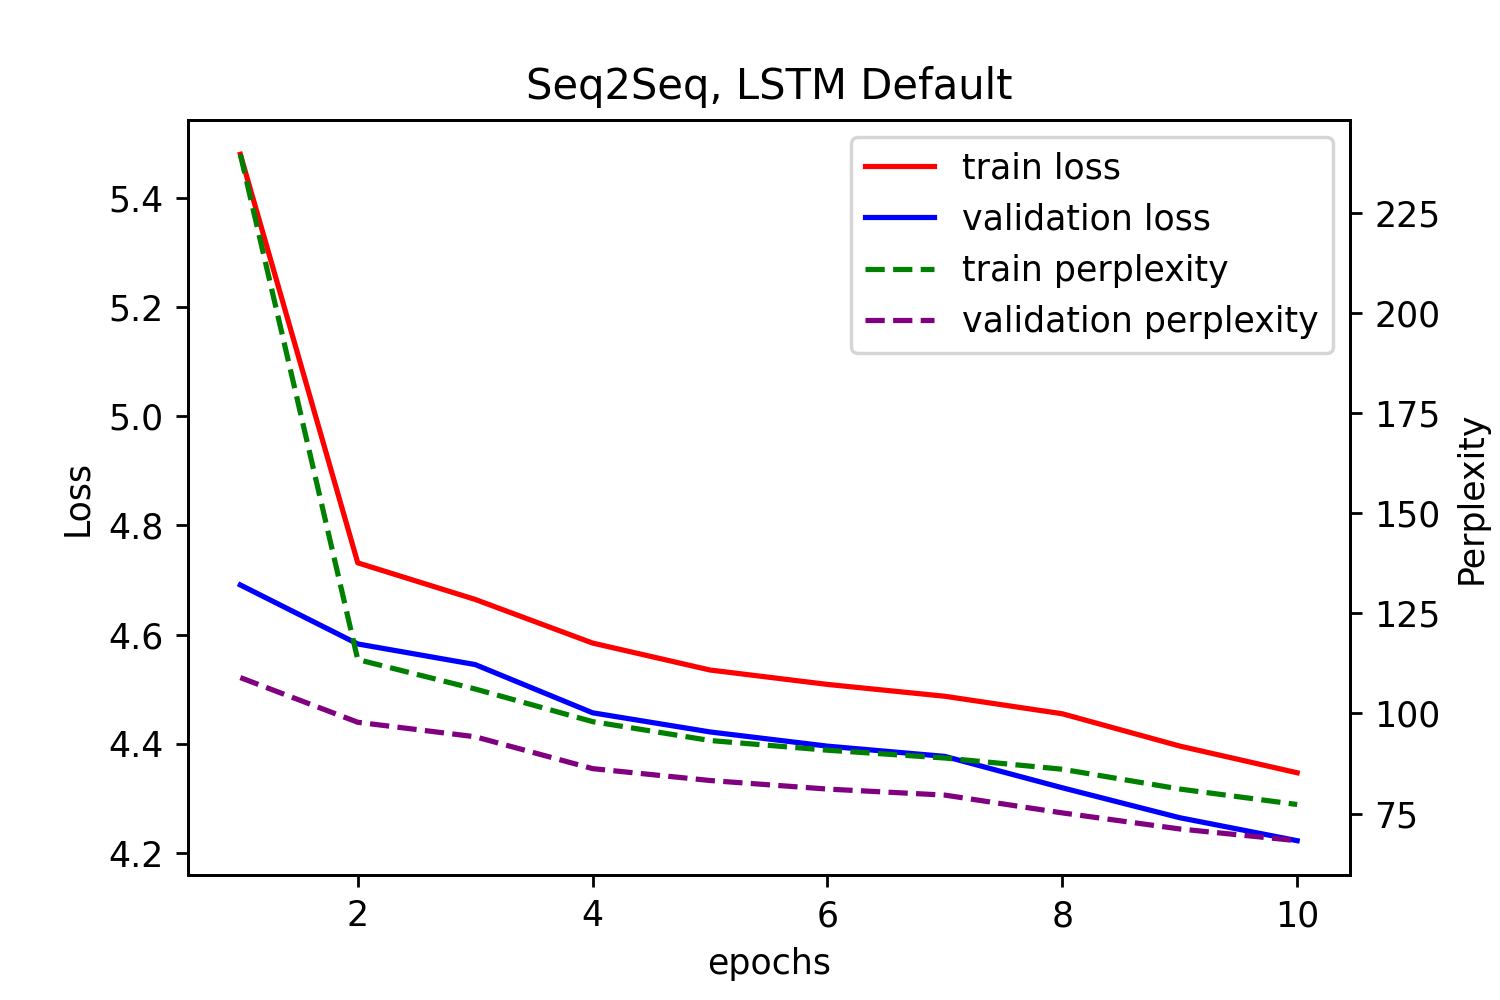 Seq2Seq, LSTM Default
train loss
validation loss
train perplexity
validation perplexity
Loss
5.4
5.2
5.0
4.8
4.6
4.4
4.2
Perplexity
225
200
175
150
125
100
75
2 4 6 8 10
epochs